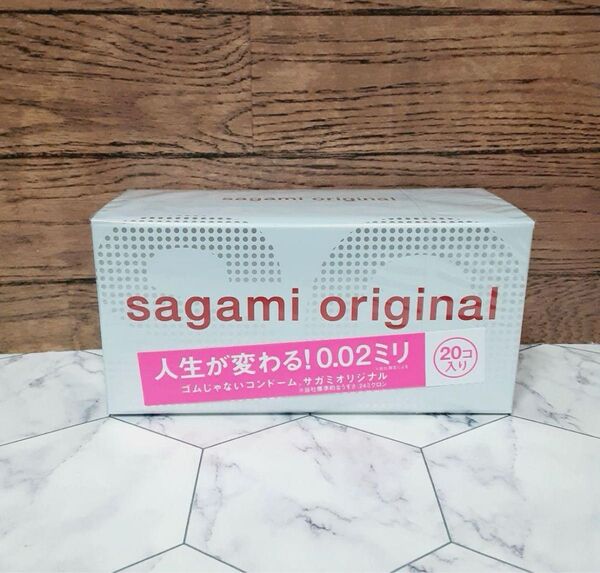 sagami original
sagami original
人生が変わる!0.02ミリ
ゴムじゃないコンドーム、サガミオリジナル
20コ
入り